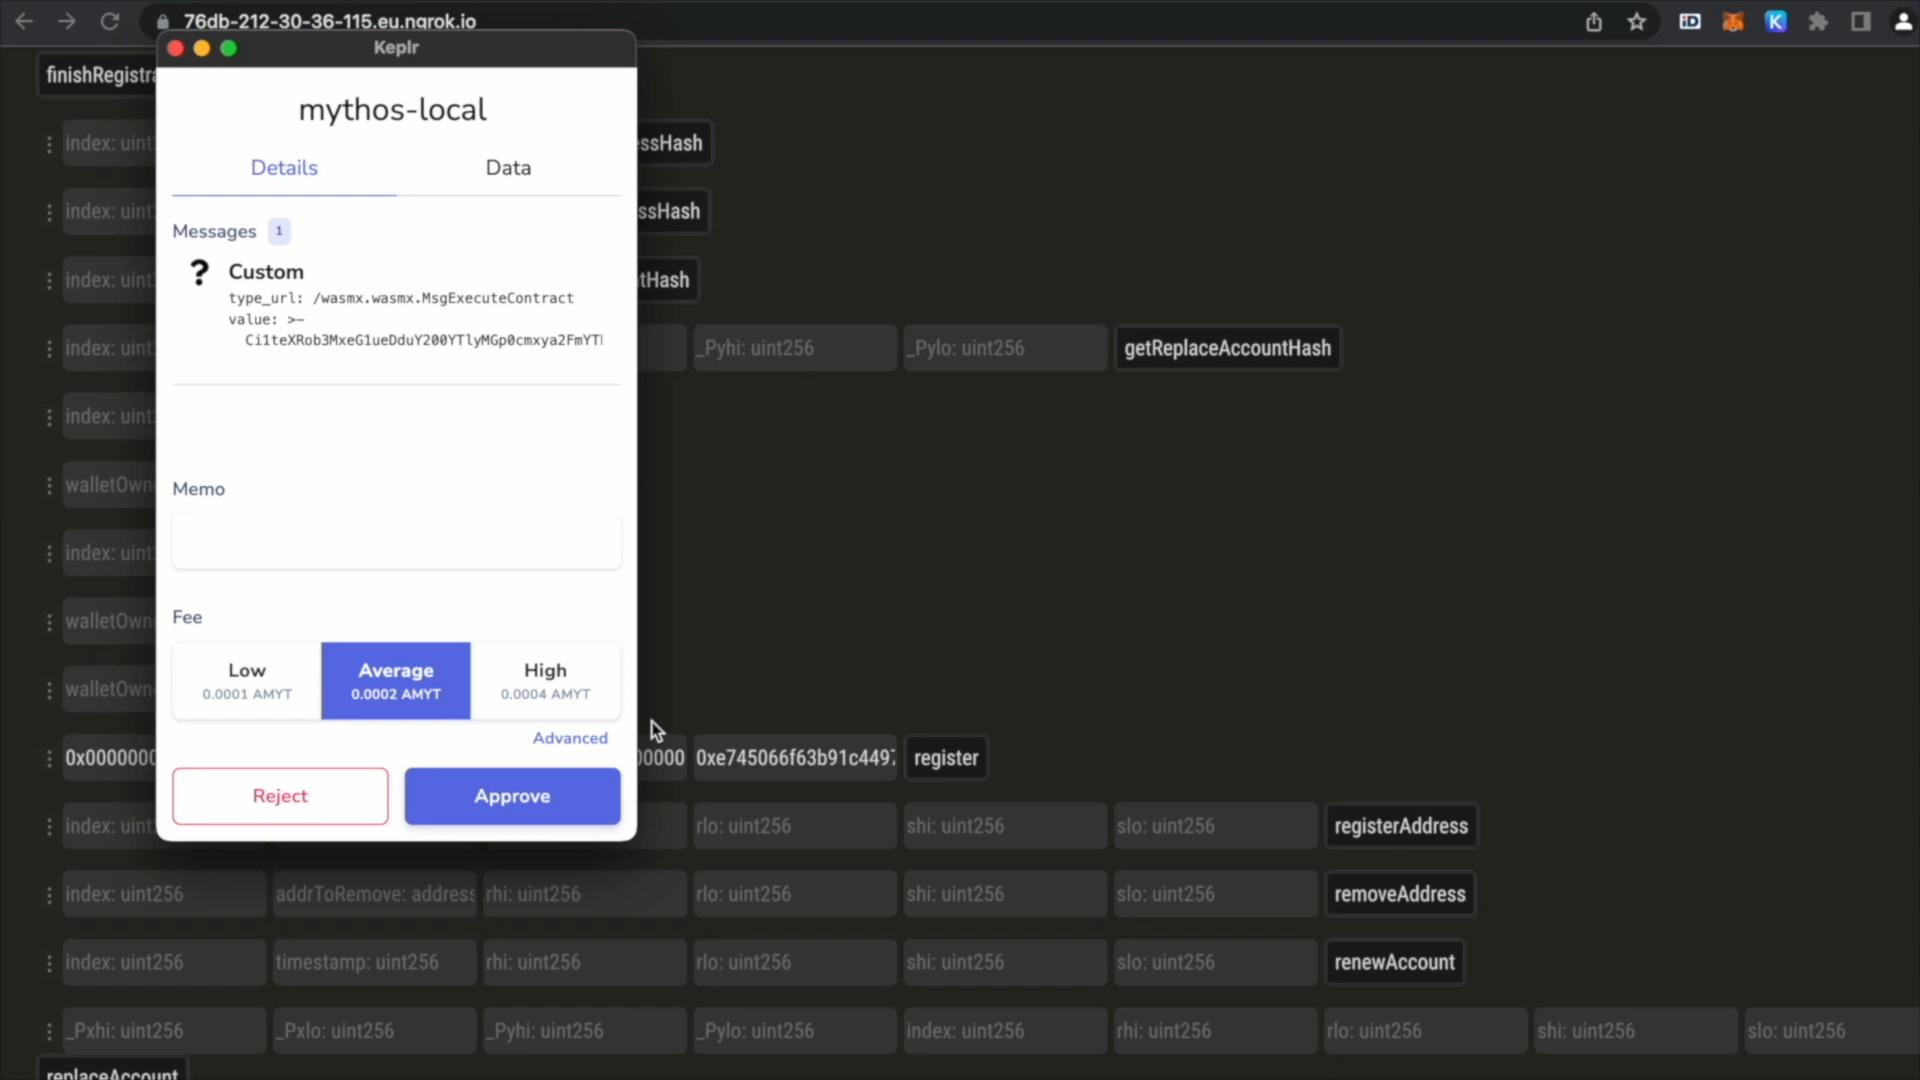 76db-212-30-36-115.eu.ngrok.io
Keplr
mythos-local
Details Data
Messages 1
Custom
type_url: /wasmx.wasmx.MsgExecuteContract
value: >-
Memo
Fee
Low Average High
0.0001 AMYT 0.0002 AMYT 0.0004 AMYT
Advanced
Reject Approve
finishRegistra
index: uint ssHash
index: uint ssHash
index: uint tHash
index: uint _Pyhi: uint256 _Pylo: uint256 getReplaceAccountHash
index: uint
walletOwn
index: uint
walletOwn
walletOwn
0x0000000 00000 0xe745066f63b91c449 register
index: uint rlo: uint256 shi: uint256 slo: uint256 registerAddress
index: uint256 addrToRemove: address rhi: uint256 rlo: uint256 shi: uint256 slo: uint256 removeAddress
index: uint256 timestamp: uint256 rhi: uint256 rlo: uint256 shi: uint256 slo: uint256 renewAccount
_Pxhi: uint256 _Pxlo: uint256 _Pyhi: uint256 _Pylo: uint256 index: uint256 rhi: uint256 rlo: uint256 shi: uint256 slo: uint256
replaceAccount